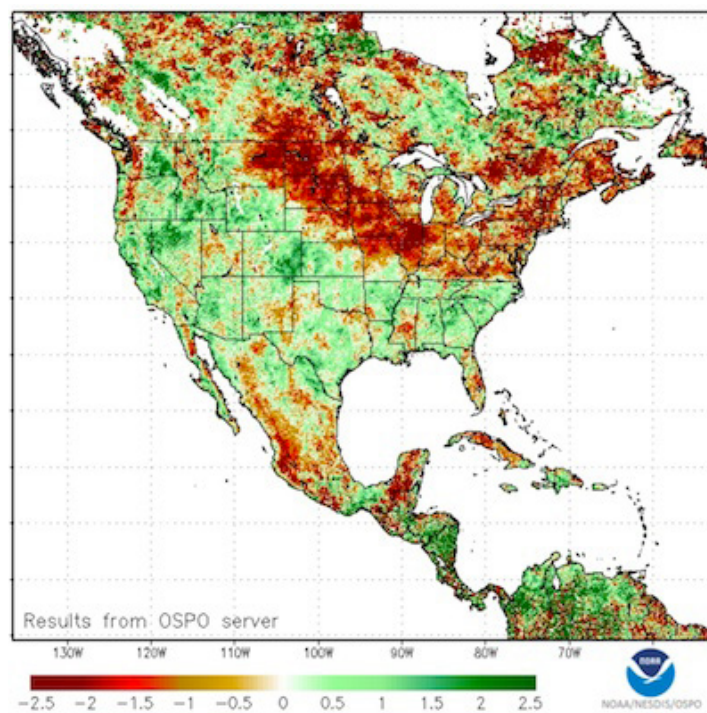 Results from OSPO server
130W 120W 110W 100W 90W 80W 70W
-2.5 -2 -1.5 -1 -0.5 0 0.5 1 1.5 2 2.5
NOAA
NOAA/NESDIS/OSPO